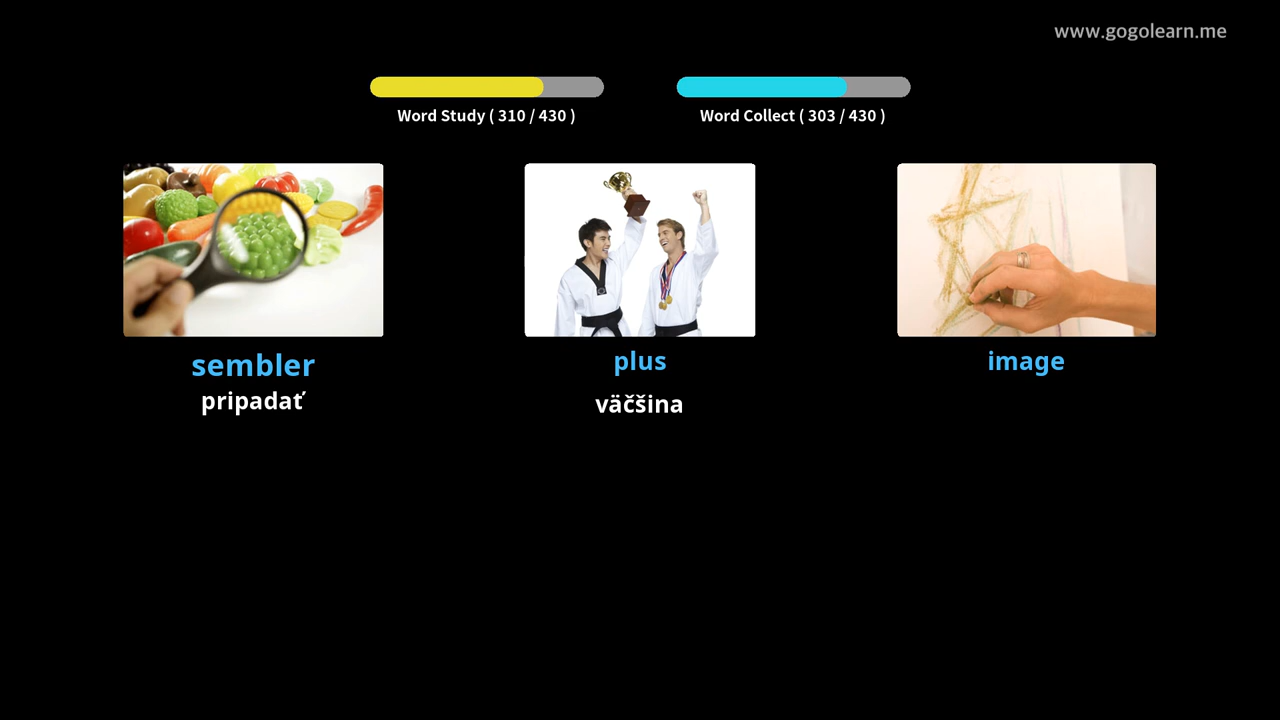 www.gogolearn.me
Word Study ( 310 / 430 )
Word Collect ( 303 / 430 )
sembler
pripadať
plus
väčšina
image